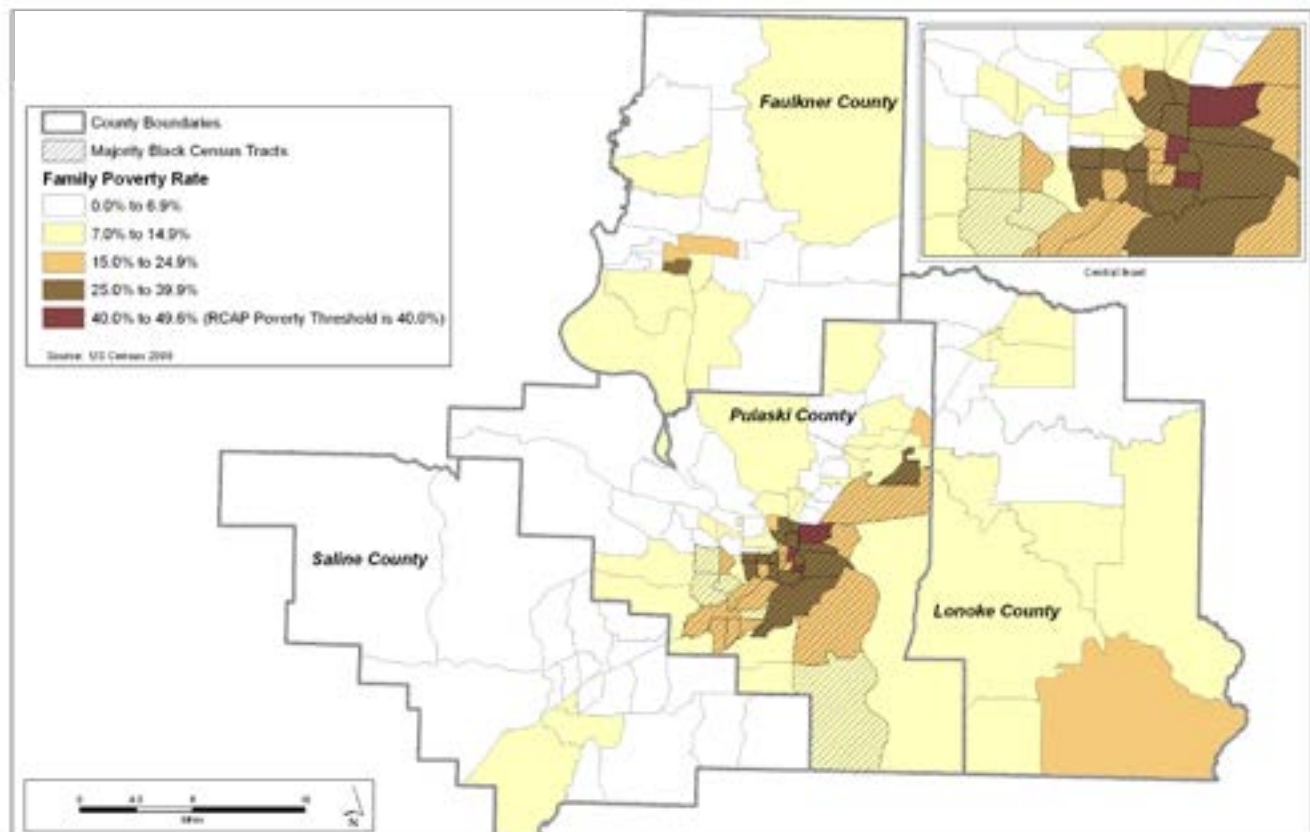 Faulkner County
County Boundaries
Majority Black Census Tracts
Family Poverty Rate
0.0% to 6.9%
7.0% to 14.9%
15.0% to 24.9%
25.0% to 39.9%
40.0% to 49.6% (RCAP Poverty Threshold is 40.0%)
Source: US Census 2000
Central Inset
Pulaski County
Saline County
Lonoke County
0
N